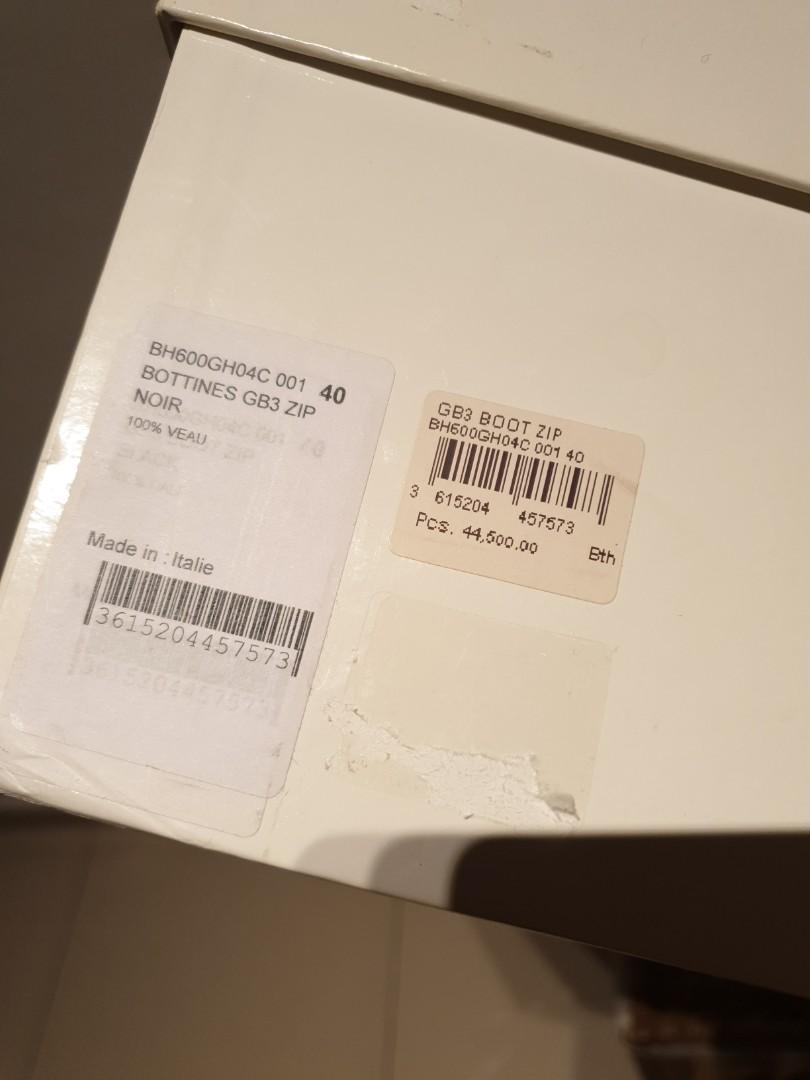 BH600GH04C 001 40
BOTTINES GB3 ZIP
NOIR
100% VEAU
Made in : Italie
3615204457573
GB3 BOOT ZIP
BH600GH04C 001 40
3 615204 457573
Pcs. 44,500.00 Bth